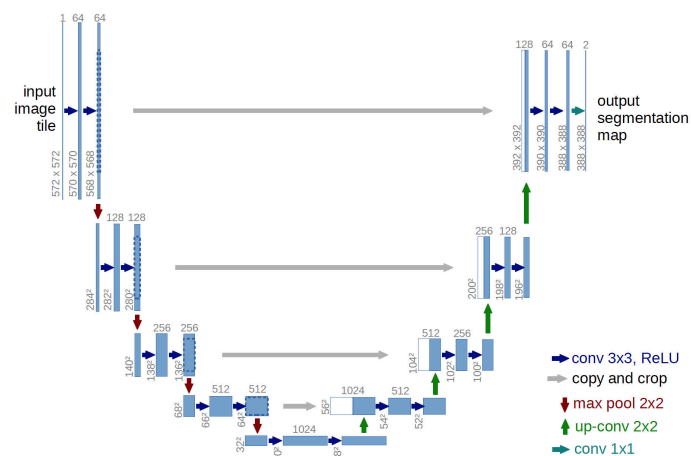 1 64 64
input
image
tile
572 x 572
570 x 570
568 x 568
128 64 64 2
output
segmentation
map
392 x 392
390 x 390
388 x 388
388 x 388
128 128
284²
282²
280²
256 128
200²
198²
196²
256 256
140²
138²
136²
512 256
104²
102²
100²
512 512
68²
66²
64²
1024 512
56²
54²
52²
1024
32²
0²
8²
conv 3x3, ReLU
copy and crop
max pool 2x2
up-conv 2x2
conv 1x1